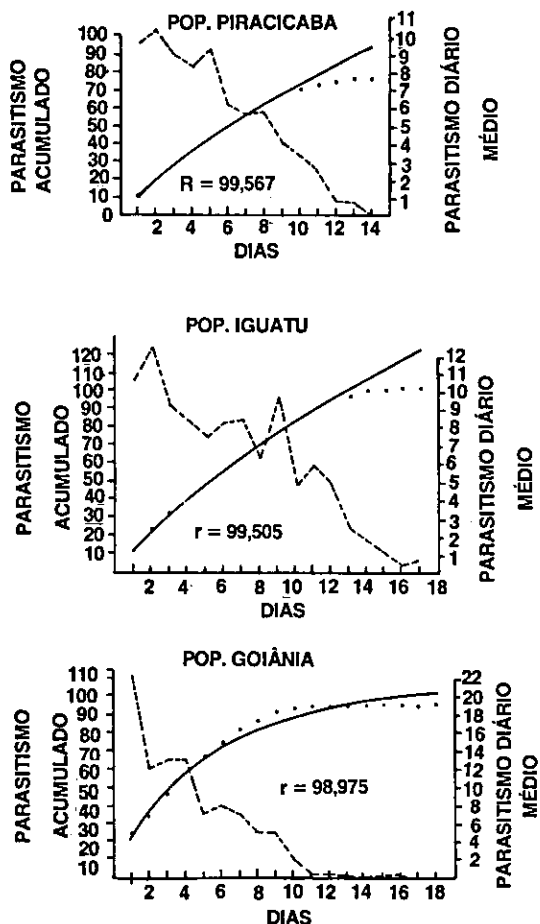 POP. PIRACICABA
PARASITISMO
ACUMULADO
100
90
80
70
60
50
40
30
20
10
0
R = 99,567
11
10
9
8
7
6
5
4
3
2
1
PARASITISMO DIÁRIO
MÉDIO
2 4 6 8 10 12 14
DIAS
POP. IGUATU
PARASITISMO
ACUMULADO
120
110
100
90
80
70
60
50
40
30
20
10
r = 99,505
12
11
10
9
8
7
6
5
4
3
2
1
PARASITISMO DIÁRIO
MÉDIO
2 4 6 8 10 12 14 16 18
DIAS
POP. GOIÂNIA
PARASITISMO
ACUMULADO
110
100
90
80
70
60
50
40
30
20
10
r = 98,975
22
20
18
16
14
12
10
8
6
4
2
PARASITISMO DIÁRIO
MÉDIO
2 4 6 8 10 12 14 16 18
DIAS